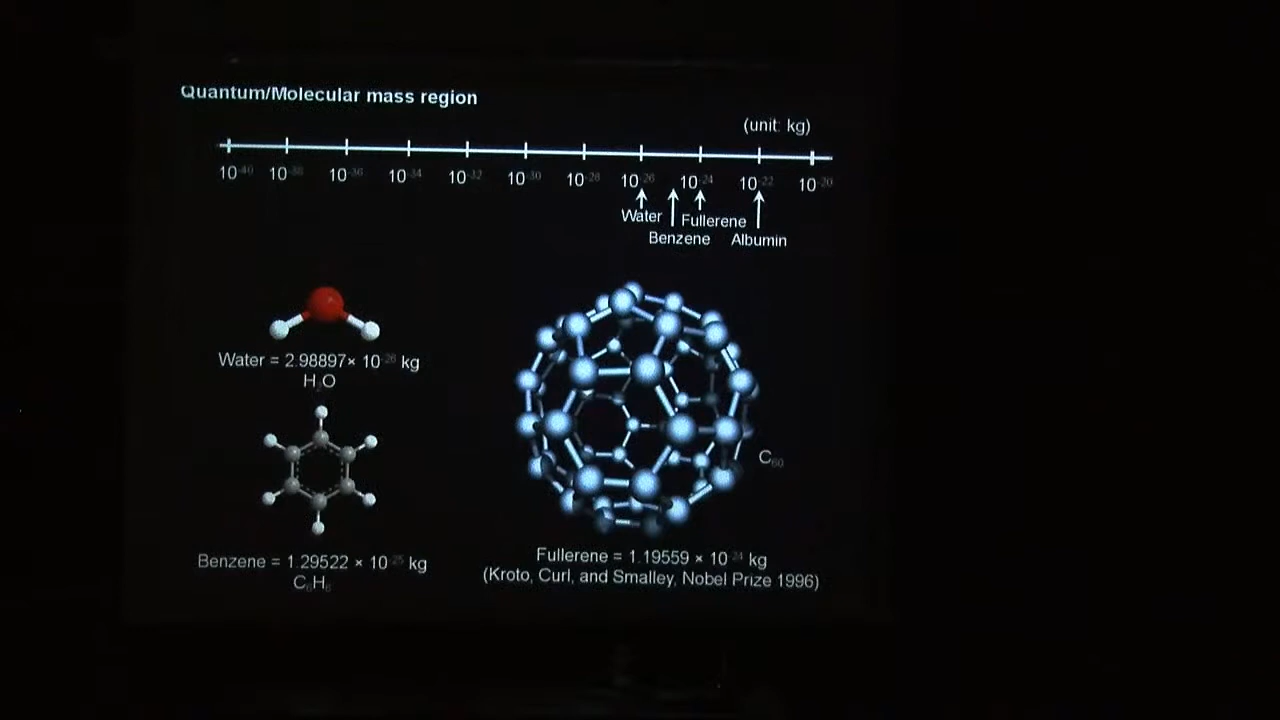 Quantum/Molecular mass region
(unit: kg)
10⁻⁴⁰ 10⁻³⁸ 10⁻³⁶ 10⁻³⁴ 10⁻³² 10⁻³⁰ 10⁻²⁸ 10⁻²⁶ 10⁻²⁴ 10⁻²² 10⁻²⁰
Water Fullerene
Benzene Albumin
Water = 2.98897× 10⁻²⁶ kg
H₂O
C₆₀
Benzene = 1.29522 × 10⁻²⁵ kg
C₆H₆
Fullerene = 1.19559 × 10⁻²⁴ kg
(Kroto, Curl, and Smalley, Nobel Prize 1996)